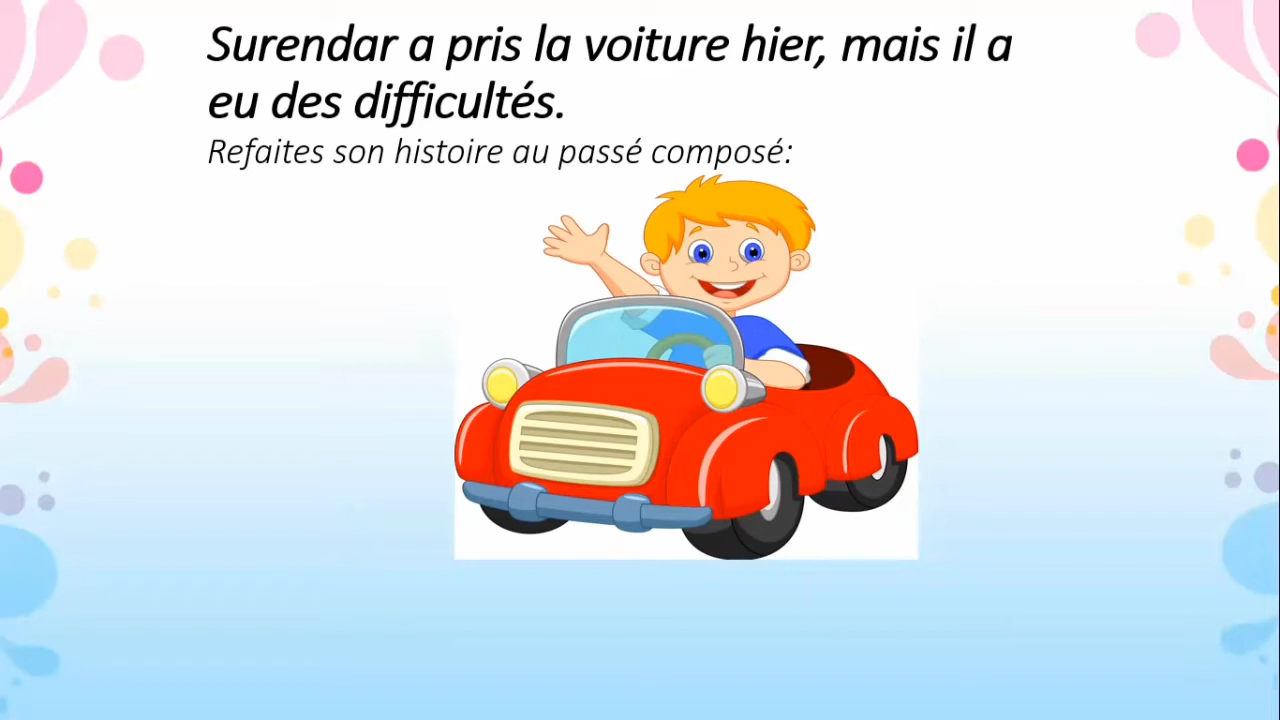 Surendar a pris la voiture hier, mais il a
eu des difficultés.
Refaites son histoire au passé composé: